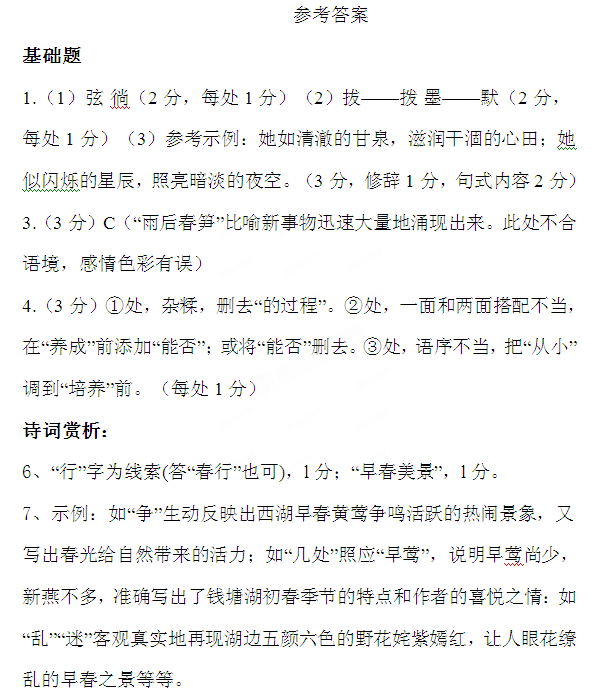 参考答案
基础题
1.（1）弦 徜（2 分，每处 1 分）（2）拔——拨 墨——默（2 分，
每处 1 分）（3）参考示例：她如清澈的甘泉，滋润干涸的心田；她
似闪烁的星辰，照亮暗淡的夜空。（3 分，修辞 1 分，句式内容 2 分）
3.（3 分）C（“雨后春笋”比喻新事物迅速大量地涌现出来。此处不合
语境，感情色彩有误）
4.（3 分）①处，杂糅，删去“的过程”。②处，一面和两面搭配不当，
在“养成”前添加“能否”；或将“能否”删去。③处，语序不当，把“从小”
调到“培养”前。（每处 1 分）
诗词赏析：
6、“行”字为线索(答“春行”也可)，1 分；“早春美景”，1 分。
7、示例：如“争”生动反映出西湖早春黄莺争鸣活跃的热闹景象，又
写出春光给自然带来的活力；如“几处”照应“早莺”，说明早莺尚少，
新燕不多，准确写出了钱塘湖初春季节的特点和作者的喜悦之情：如
“乱”“迷”客观真实地再现湖边五颜六色的野花姹紫嫣红，让人眼花缭
乱的早春之景等等。